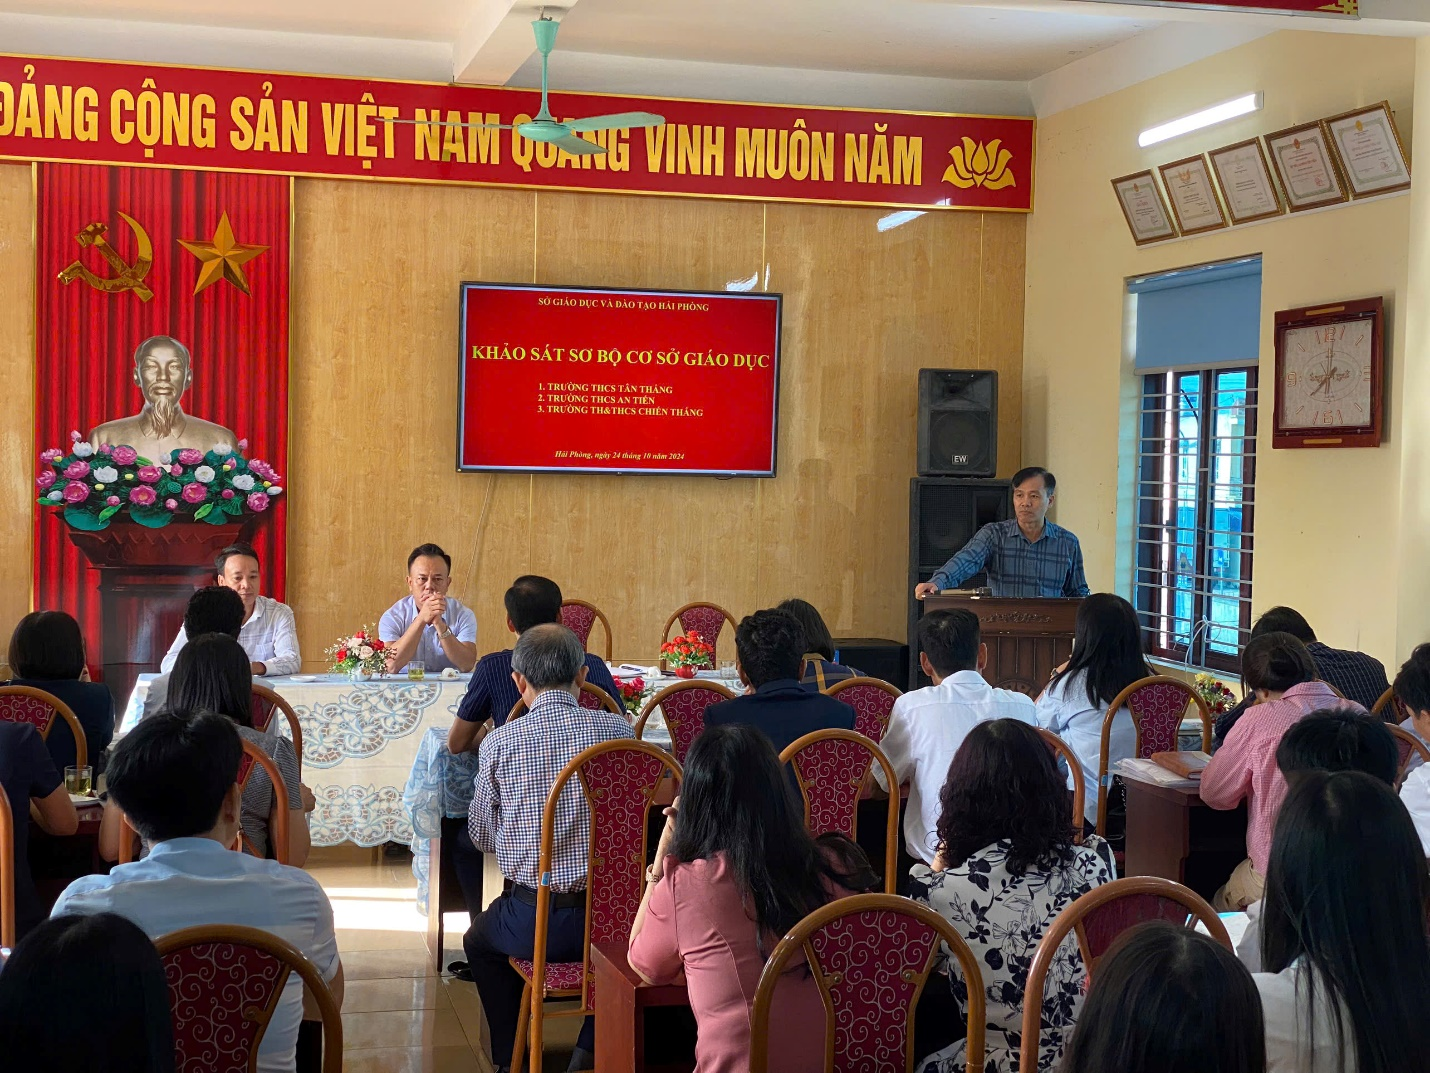 ĐẢNG CỘNG SẢN VIỆT NAM QUANG VINH MUÔN NĂM
SỞ GIÁO DỤC VÀ ĐÀO TẠO HẢI PHÒNG
KHẢO SÁT SƠ BỘ CƠ SỞ GIÁO DỤC
1. TRƯỜNG THCS TÂN THẮNG
2. TRƯỜNG THCS AN TIẾN
3. TRƯỜNG TH&THCS CHIẾN THẮNG
Hải Phòng, ngày 24 tháng 10 năm 2024
EW